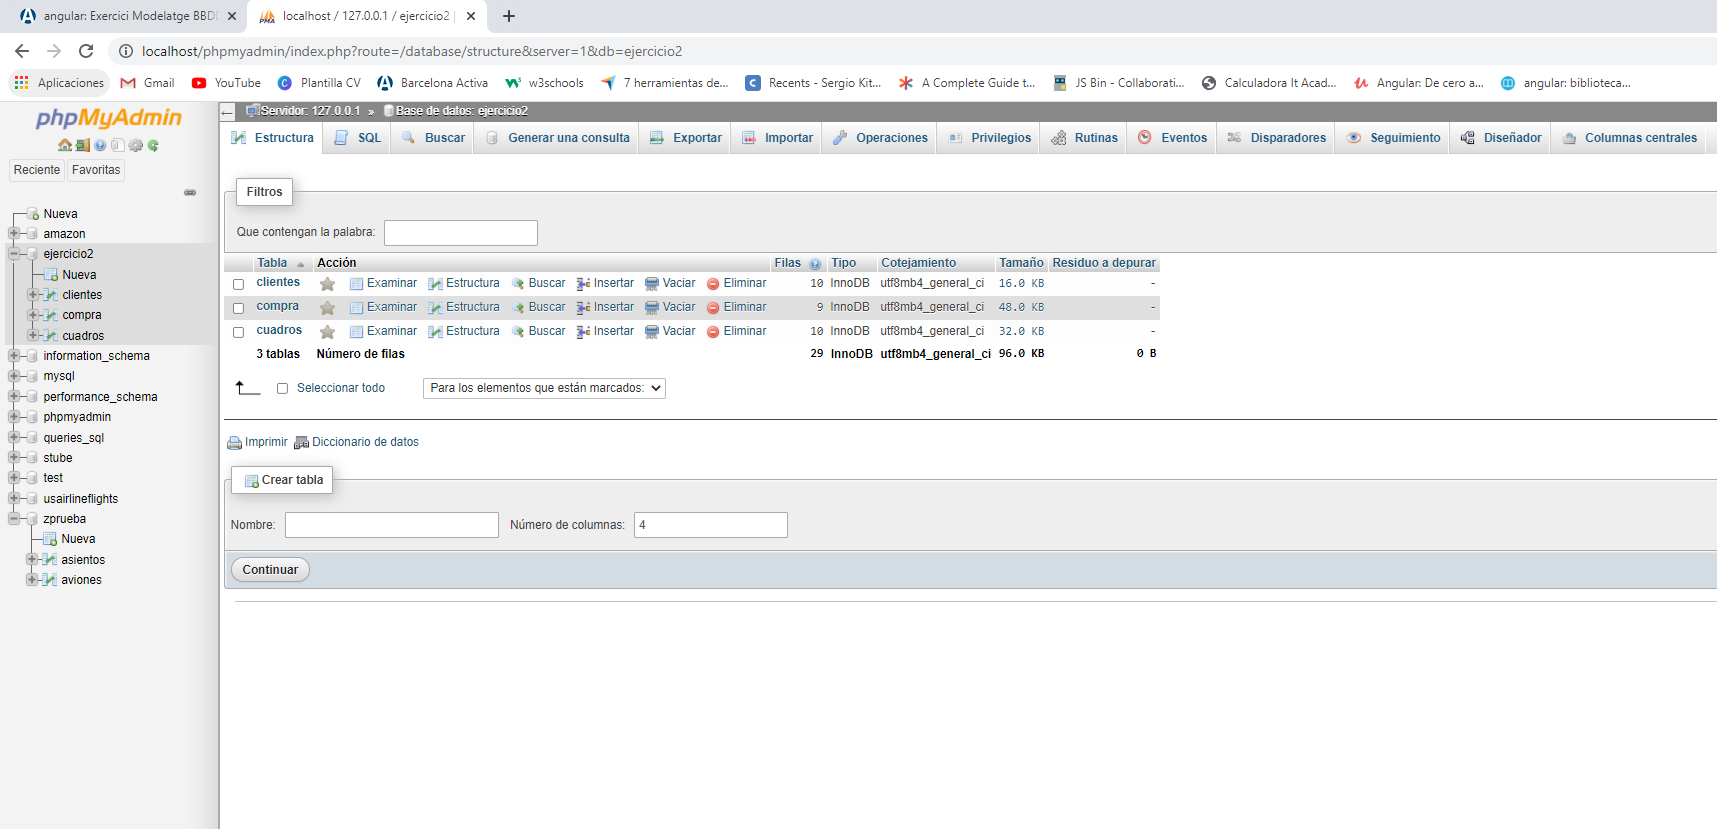 angular: Exercici Modelatge BBD
localhost / 127.0.0.1 / ejercicio2 |
localhost/phpmyadmin/index.php?route=/database/structure&server=1&db=ejercicio2
Aplicaciones Gmail YouTube Plantilla CV Barcelona Activa w3schools 7 herramientas de... Recents - Sergio Kit... A Complete Guide t... JS Bin - Collaborati... Calculadora It Acad... Angular: De cero a... angular: biblioteca...
phpMyAdmin
Reciente Favoritas
Nueva
amazon
ejercicio2
Nueva
clientes
compra
cuadros
information_schema
mysql
performance_schema
phpmyadmin
queries_sql
stube
test
usairlineflights
zprueba
Nueva
asientos
aviones
Servidor: 127.0.0.1 » Base de datos: ejercicio2
Estructura SQL Buscar Generar una consulta Exportar Importar Operaciones Privilegios Rutinas Eventos Disparadores Seguimiento Diseñador Columnas centrales
Filtros
Que contengan la palabra:
Tabla Acción Filas Tipo Cotejamiento Tamaño Residuo a depurar
clientes Examinar Estructura Buscar Insertar Vaciar Eliminar 10 InnoDB utf8mb4_general_ci 16.0 KB -
compra Examinar Estructura Buscar Insertar Vaciar Eliminar 9 InnoDB utf8mb4_general_ci 48.0 KB -
cuadros Examinar Estructura Buscar Insertar Vaciar Eliminar 10 InnoDB utf8mb4_general_ci 32.0 KB -
3 tablas Número de filas 29 InnoDB utf8mb4_general_ci 96.0 KB 0 B
Seleccionar todo Para los elementos que están marcados:
Imprimir Diccionario de datos
Crear tabla
Nombre: Número de columnas: 4
Continuar